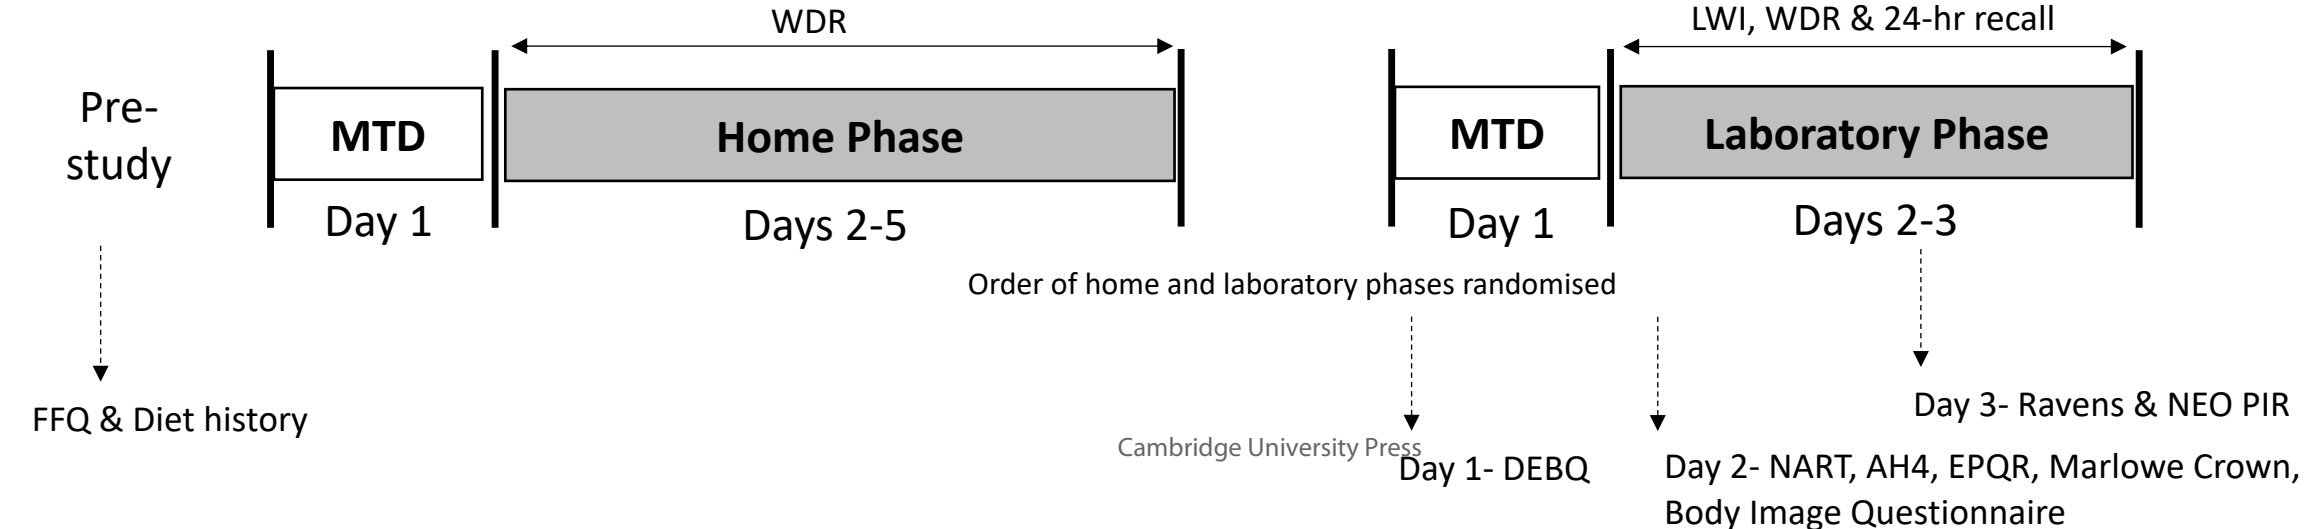 WDR
LWI, WDR & 24-hr recall
Pre-
study
MTD
Home Phase
MTD
Laboratory Phase
Day 1
Days 2-5
Day 1
Days 2-3
Order of home and laboratory phases randomised
FFQ & Diet history
Day 3- Ravens & NEO PIR
Cambridge University Press
Day 1- DEBQ
Day 2- NART, AH4, EPQR, Marlowe Crown,
Body Image Questionnaire